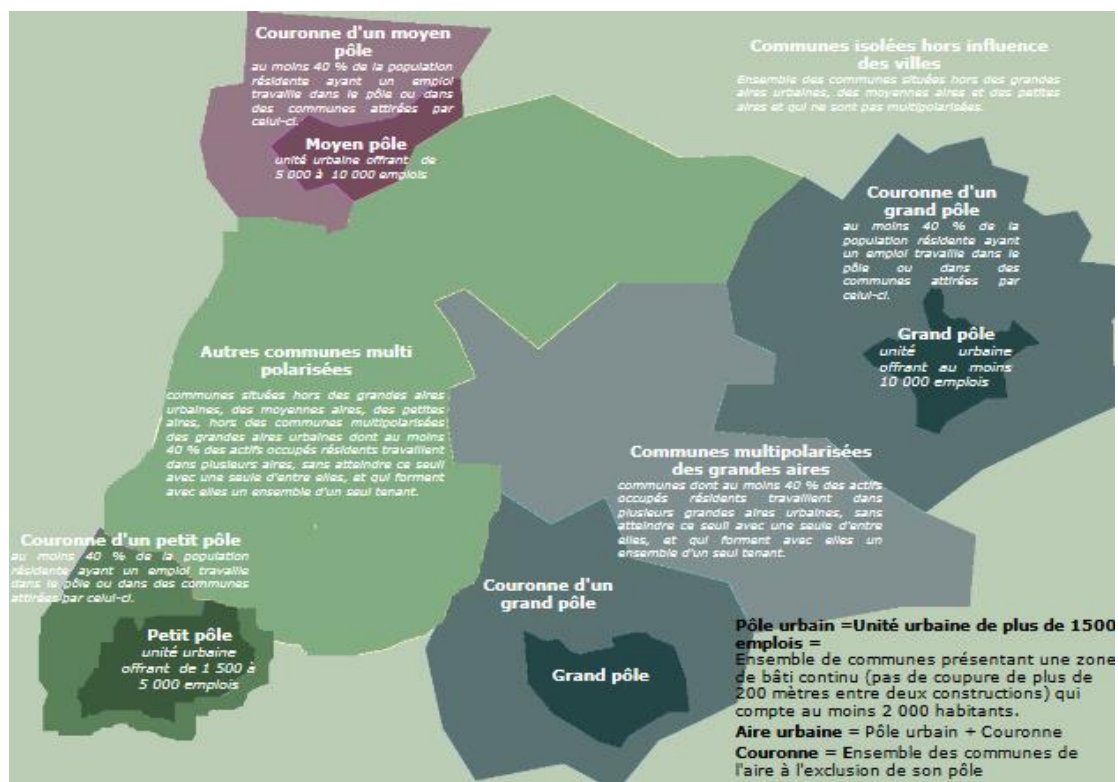 Couronne d'un moyen
pôle
au moins 40 % de la population
résidente ayant un emploi
travaille dans le pôle ou dans
des communes attirées par
celui-ci.
Moyen pôle
unité urbaine offrant de
5 000 à 10 000 emplois
Communes isolées hors influence
des villes
Ensemble des communes situées hors des grandes
aires urbaines, des moyennes aires et des petites
aires et qui ne sont pas multipolarisées.
Couronne d'un
grand pôle
au moins 40 % de la
population résidente ayant
un emploi travaille dans le
pôle ou dans des
communes attirées par
celui-ci.
Grand pôle
unité urbaine
offrant au moins
10 000 emplois
Autres communes multi
polarisées
communes situées hors des grandes aires
urbaines, des moyennes aires, des petites
aires, hors des communes multipolarisées
des grandes aires urbaines dont au moins
40 % des actifs occupés résidents travaillent
dans plusieurs aires, sans atteindre ce seuil
avec une seule d'entre elles, et qui forment
avec elles un ensemble d'un seul tenant.
Communes multipolarisées
des grandes aires
communes dont au moins 40 % des actifs
occupés résidents travaillent dans
plusieurs grandes aires urbaines, sans
atteindre ce seuil avec une seule d'entre
elles, et qui forment avec elles un
ensemble d'un seul tenant.
Couronne d'un petit pôle
au moins 40 % de la population
résidente ayant un emploi travaille
dans le pôle ou dans des communes
attirées par celui-ci.
Petit pôle
unité urbaine
offrant de 1 500 à
5 000 emplois
Couronne d'un
grand pôle
Grand pôle
Pôle urbain =Unité urbaine de plus de 1500
emplois =
Ensemble de communes présentant une zone
de bâti continu (pas de coupure de plus de
200 mètres entre deux constructions) qui
compte au moins 2 000 habitants.
Aire urbaine = Pôle urbain + Couronne
Couronne = Ensemble des communes de
l'aire à l'exclusion de son pôle